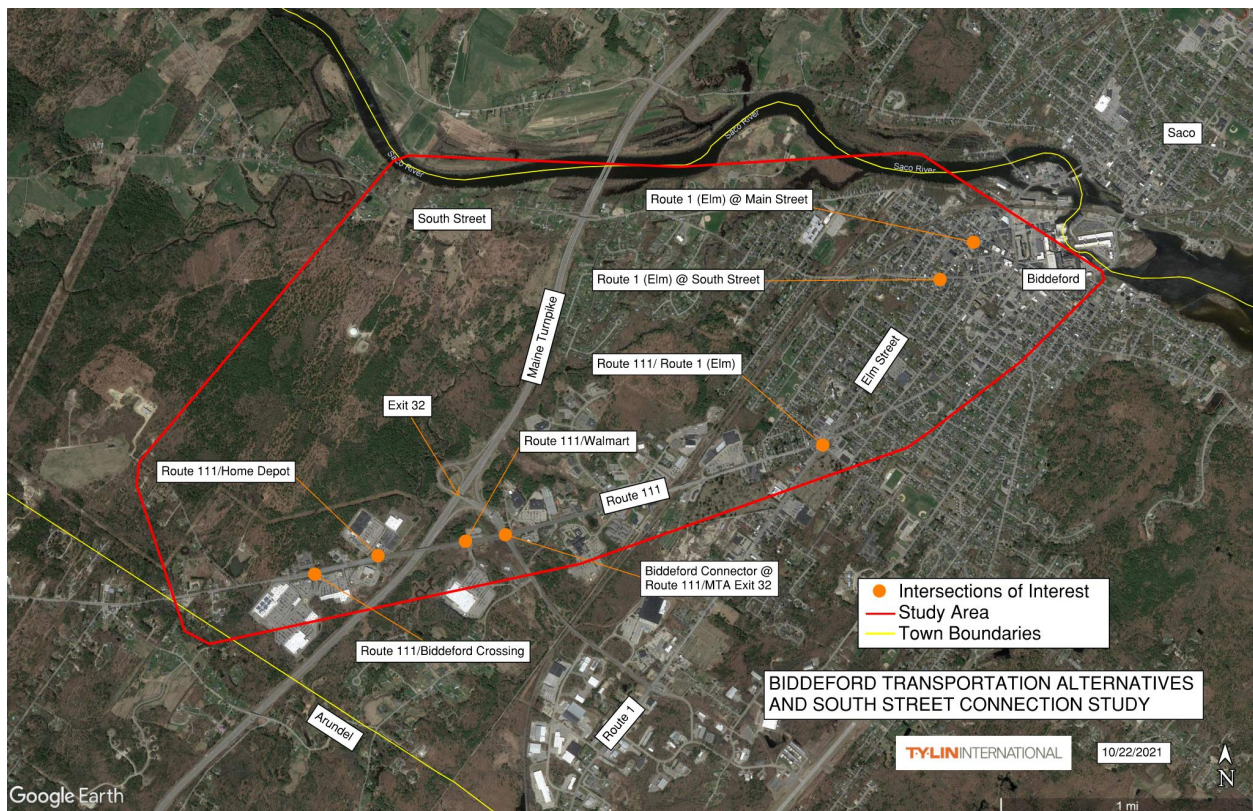 Saco
Saco River
Saco River
Saco River
Route 1 (Elm) @ Main Street
South Street
Route 1 (Elm) @ South Street
Biddeford
Maine Turnpike
Elm Street
Route 111/ Route 1 (Elm)
Exit 32
Route 111/Walmart
Route 111/Home Depot
Route 111
Biddeford Connector @
Route 111/MTA Exit 32
Intersections of Interest
Study Area
Town Boundaries
Route 111/Biddeford Crossing
BIDDEFORD TRANSPORTATION ALTERNATIVES
AND SOUTH STREET CONNECTION STUDY
Arundel
Route 1
T·Y·LININTERNATIONAL
10/22/2021
N
Google Earth
1 mi